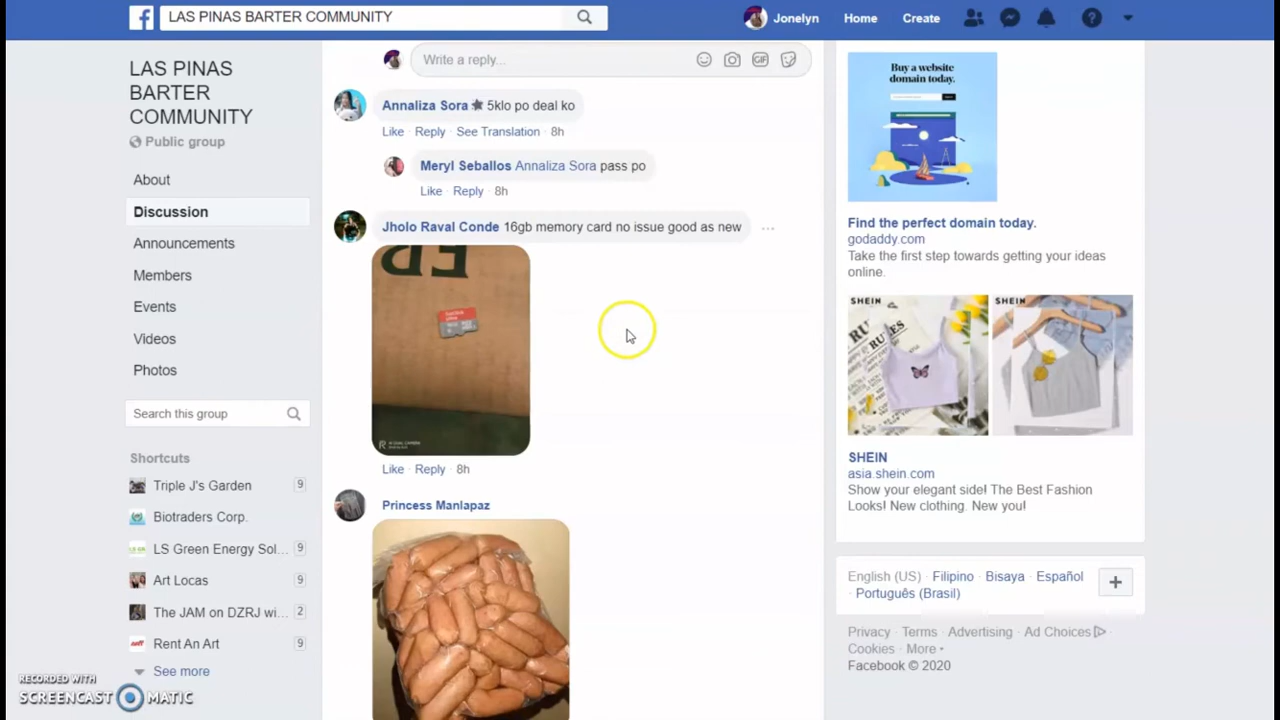 LAS PINAS BARTER COMMUNITY
Jonelyn
Home
Create
LAS PINAS
BARTER
COMMUNITY
Public group
About
Discussion
Announcements
Members
Events
Videos
Photos
Search this group
Shortcuts
Triple J's Garden 9
Biotraders Corp.
LS Green Energy Sol... 9
Art Locas 9
The JAM on DZRJ wi... 2
Rent An Art 9
See more
Write a reply...
GIF
Annaliza Sora 5klo po deal ko
Like · Reply · See Translation · 8h
Meryl Seballos Annaliza Sora pass po
Like · Reply · 8h
Jholo Raval Conde 16gb memory card no issue good as new
ED
Like · Reply · 8h
Princess Manlapaz
Buy a website
domain today.
Find the perfect domain today.
godaddy.com
Take the first step towards getting your ideas
online.
SHEIN
SHEIN
SHEIN
asia.shein.com
Show your elegant side! The Best Fashion
Looks! New clothing. New you!
English (US) · Filipino · Bisaya · Español
· Português (Brasil)
Privacy · Terms · Advertising · Ad Choices ·
Cookies · More
Facebook © 2020
RECORDED WITH
SCREENCAST MATIC